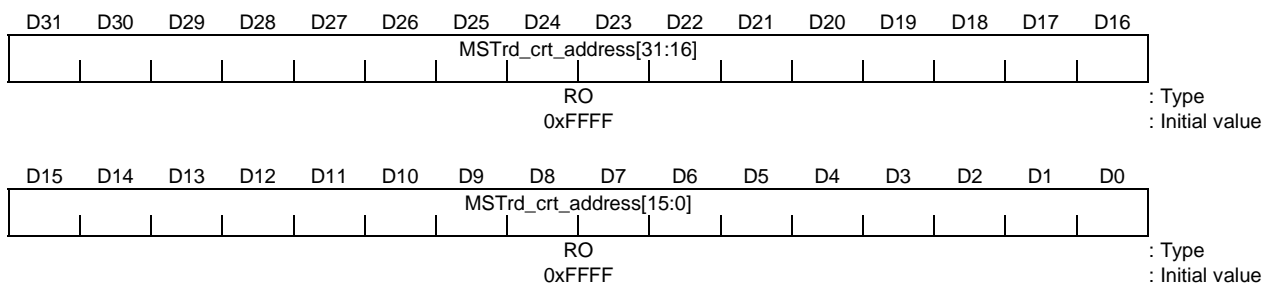 D31 D30 D29 D28 D27 D26 D25 D24 D23 D22 D21 D20 D19 D18 D17 D16
MSTrd_crt_address[31:16]
RO : Type
0xFFFF : Initial value
D15 D14 D13 D12 D11 D10 D9 D8 D7 D6 D5 D4 D3 D2 D1 D0
MSTrd_crt_address[15:0]
RO : Type
0xFFFF : Initial value